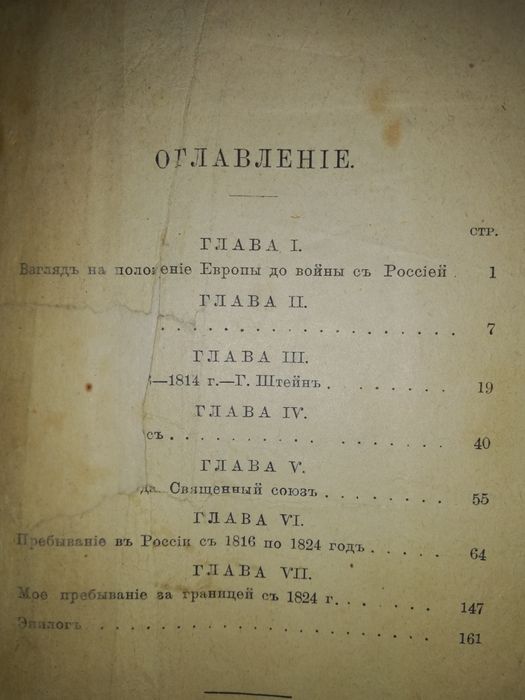 ОГЛАВЛЕНІЕ.
СТР.
ГЛАВА I.
Взглядъ на положеніе Европы до войны съ Россіей . 1
ГЛАВА II.
. . . . . . . . . . . . . . . . . . 7
ГЛАВА III.
—1814 г.—Г. Штейнъ . . . . . . . . 19
ГЛАВА IV.
съ . . . . . . . . . . . . . . . . 40
ГЛАВА V.
да. Священный союзъ . . . . . . . . 55
ГЛАВА VI.
Пребываніе въ Россіи съ 1816 по 1824 годъ . . . . . 64
ГЛАВА VII.
Мое пребываніе за границей съ 1824 г. . . . . . . 147
Эпилогъ . . . . . . . . . . . . . . . . . . 161